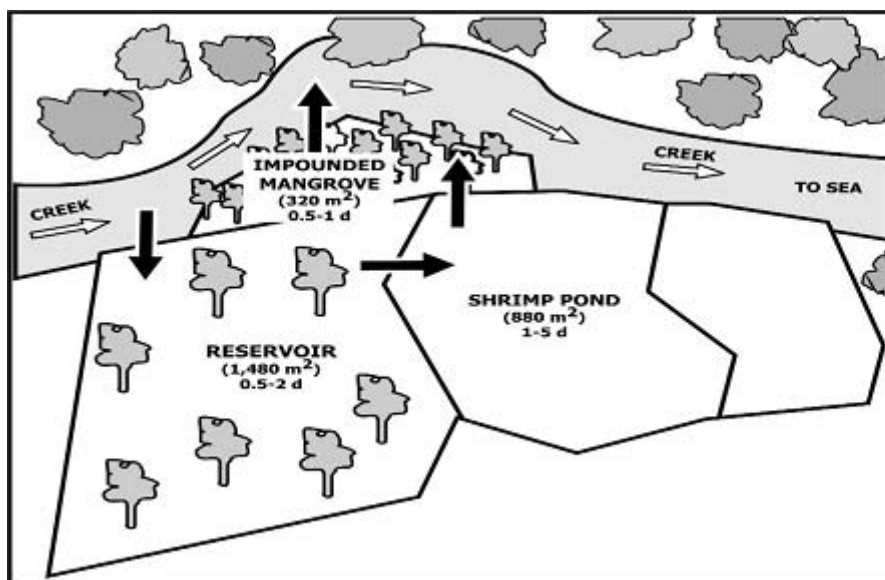 IMPOUNDED
MANGROVE
(320 m²)
0.5-1 d
CREEK
CREEK
TO SEA
SHRIMP POND
(880 m²)
1-5 d
RESERVOIR
(1,480 m²)
0.5-2 d